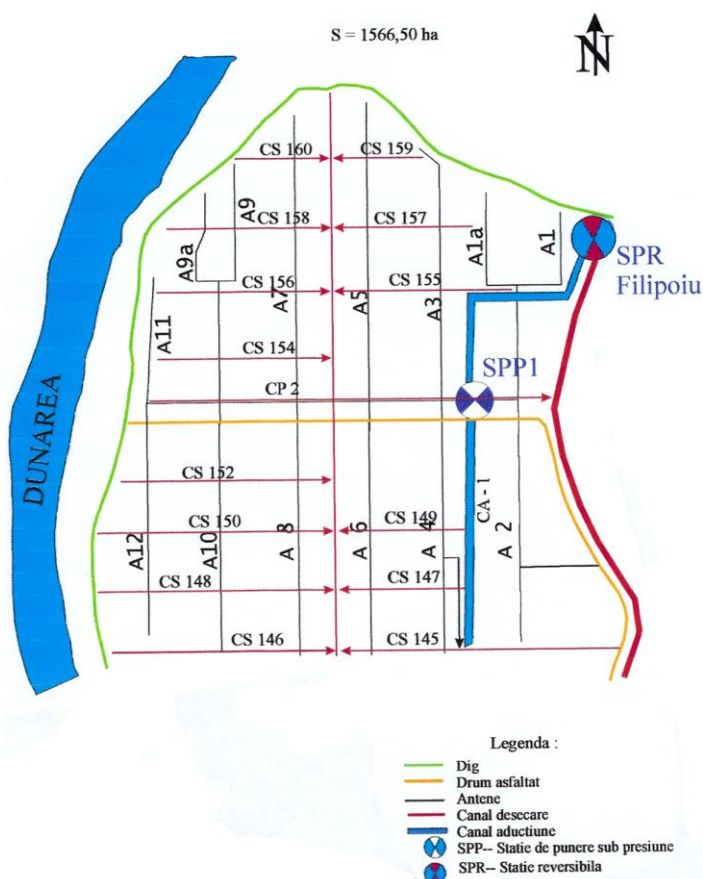 S = 1566,50 ha
N
CS 160
CS 159
A9
CS 158
CS 157
A1a
A1
A9a
SPR
Filipoiu
CS 156
A7
A5
A3
CS 155
A11
CS 154
SPP1
CP 2
DUNAREA
CS 152
CS 150
CS 149
CA - 1
A12
A10
A 8
A 6
A 4
A 2
CS 148
CS 147
CS 146
CS 145
Legenda :
Dig
Drum asfaltat
Antene
Canal desecare
Canal aductiune
SPP-- Statie de punere sub presiune
SPR-- Statie reversibila